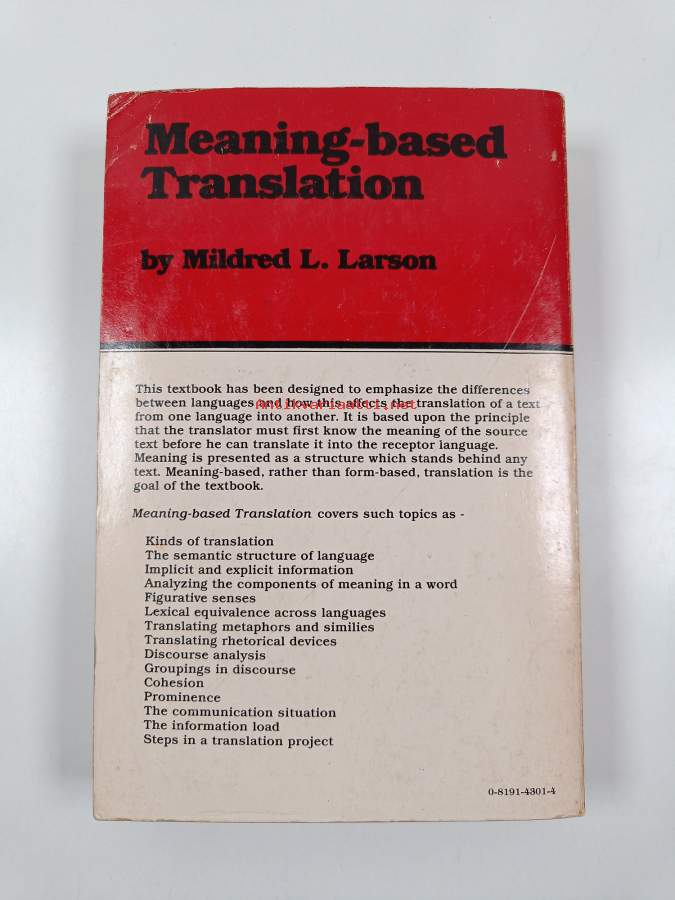 Meaning-based
Translation
by Mildred L. Larson
This textbook has been designed to emphasize the differences
between languages and how this affects the translation of a text
antikvariaatti.net
from one language into another. It is based upon the principle
that the translator must first know the meaning of the source
text before he can translate it into the receptor language.
Meaning is presented as a structure which stands behind any
text. Meaning-based, rather than form-based, translation is the
goal of the textbook.
Meaning-based Translation covers such topics as -
Kinds of translation
The semantic structure of language
Implicit and explicit information
Analyzing the components of meaning in a word
Figurative senses
Lexical equivalence across languages
Translating metaphors and similies
Translating rhetorical devices
Discourse analysis
Groupings in discourse
Cohesion
Prominence
The communication situation
The information load
Steps in a translation project
0-8191-4301-4